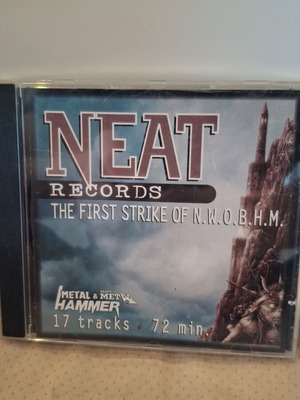 NEAT
RECORDS
THE FIRST STRIKE OF N.W.O.B.H.M.
METAL & METAL
HAMMER
17 tracks · 72 min.